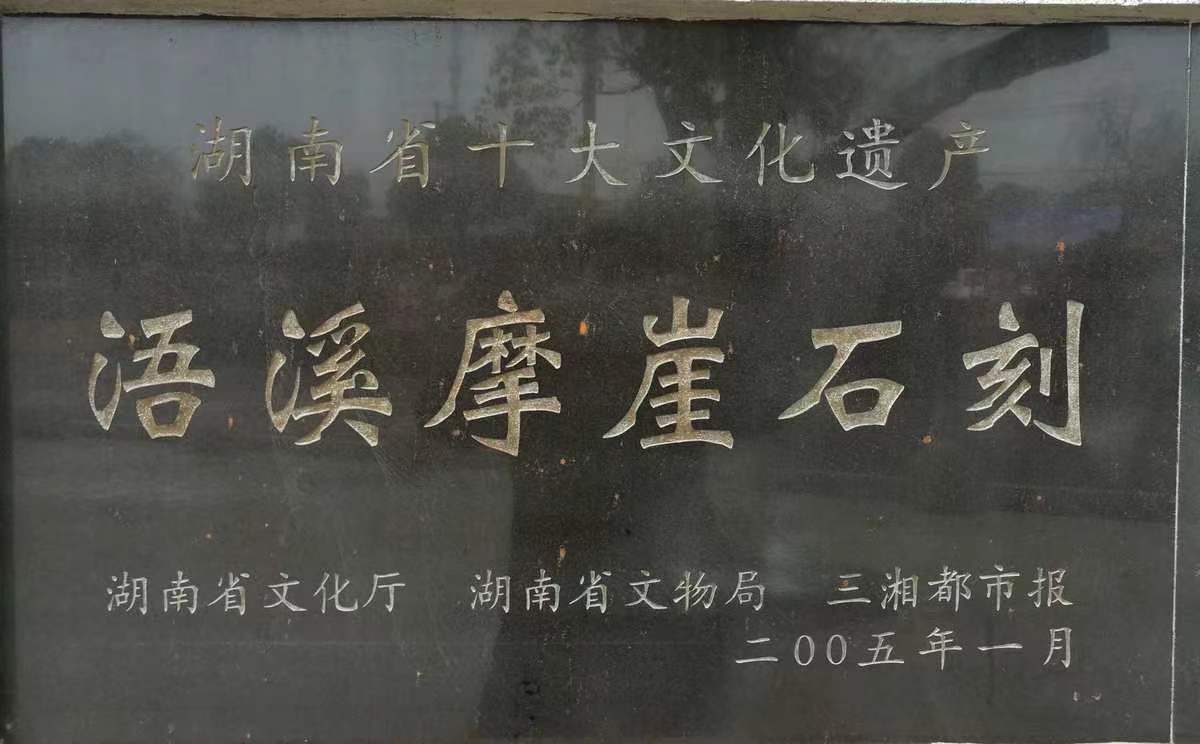 湖南省十大文化遗产
浯溪摩崖石刻
湖南省文化厅 湖南省文物局 三湘都市报
二00五年一月